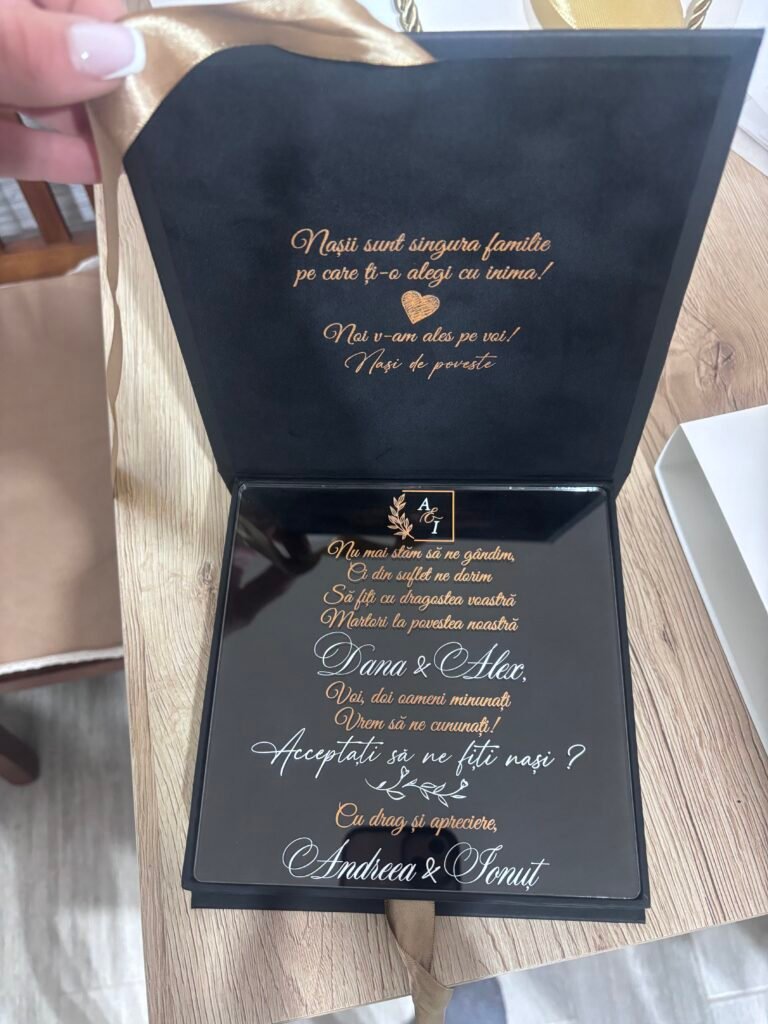 Nașii sunt singura familie
pe care ți-o alegi cu inima!
Noi v-am ales pe voi!
Nași de poveste
A
&
I
Nu mai stăm să ne gândim,
Ci din suflet ne dorim
Să fiți cu dragostea voastră
Martori la povestea noastră
Dana & Alex,
Voi, doi oameni minunați
Vrem să ne cununați!
Acceptați să ne fiți nași ?
Cu drag și apreciere,
Andreea & Ionuț